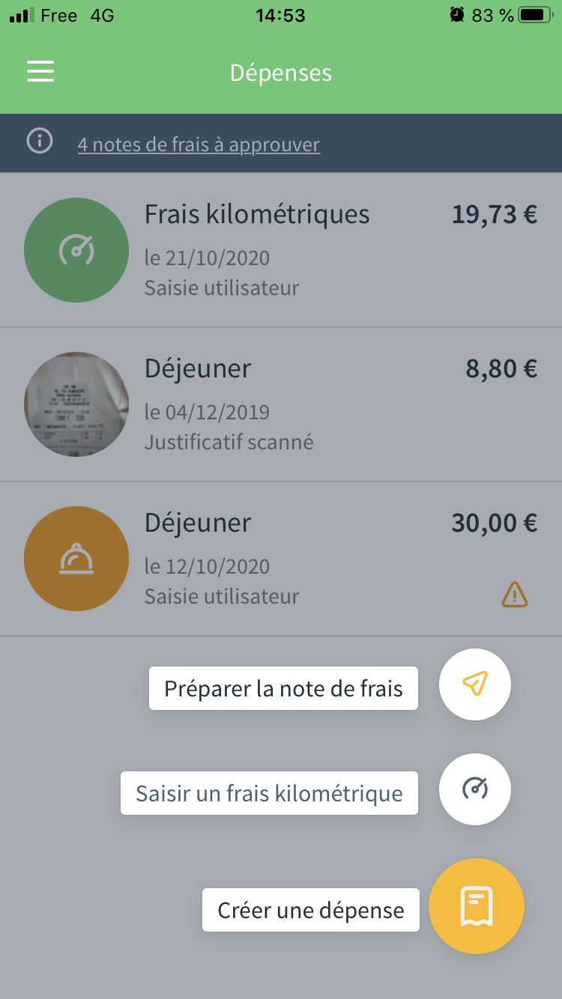 Free 4G 14:53 83 %
Dépenses
4 notes de frais à approuver
Frais kilométriques 19,73 €
le 21/10/2020
Saisie utilisateur
Déjeuner 8,80 €
le 04/12/2019
Justificatif scanné
Déjeuner 30,00 €
le 12/10/2020
Saisie utilisateur
Préparer la note de frais
Saisir un frais kilométrique
Créer une dépense